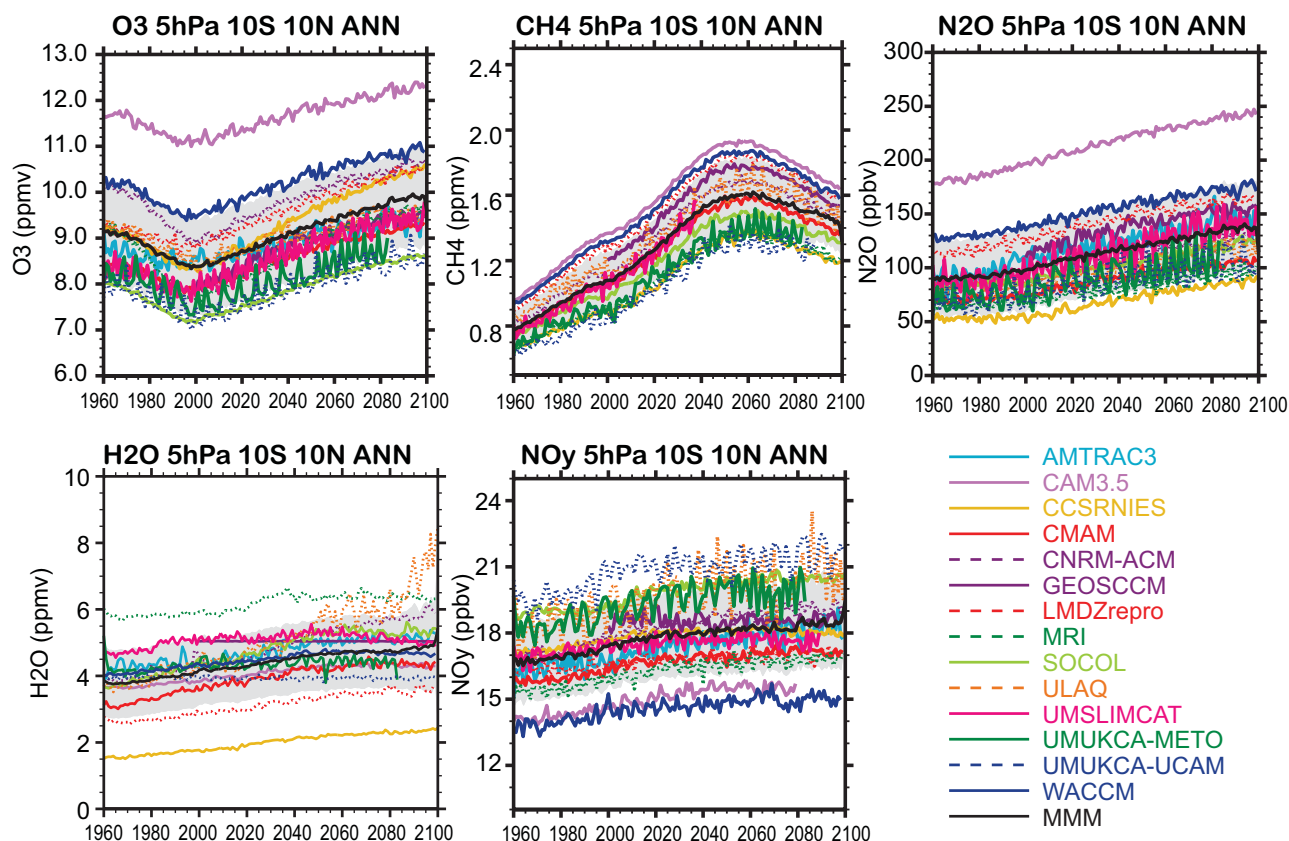 O3 5hPa 10S 10N ANN
13.0
12.0
11.0
10.0
9.0
8.0
7.0
6.0
O3 (ppmv)
1960 1980 2000 2020 2040 2060 2080 2100
CH4 5hPa 10S 10N ANN
2.4
2.0
1.6
1.2
0.8
CH4 (ppmv)
1960 1980 2000 2020 2040 2060 2080 2100
N2O 5hPa 10S 10N ANN
300
250
200
150
100
50
0
N2O (ppbv)
1960 1980 2000 2020 2040 2060 2080 2100
H2O 5hPa 10S 10N ANN
10
8
6
4
2
0
H2O (ppmv)
1960 1980 2000 2020 2040 2060 2080 2100
NOy 5hPa 10S 10N ANN
24
21
18
15
12
NOy (ppbv)
1960 1980 2000 2020 2040 2060 2080 2100
AMTRAC3
CAM3.5
CCSRNIES
CMAM
CNRM-ACM
GEOSCCM
LMDZrepro
MRI
SOCOL
ULAQ
UMSLIMCAT
UMUKCA-METO
UMUKCA-UCAM
WACCM
MMM